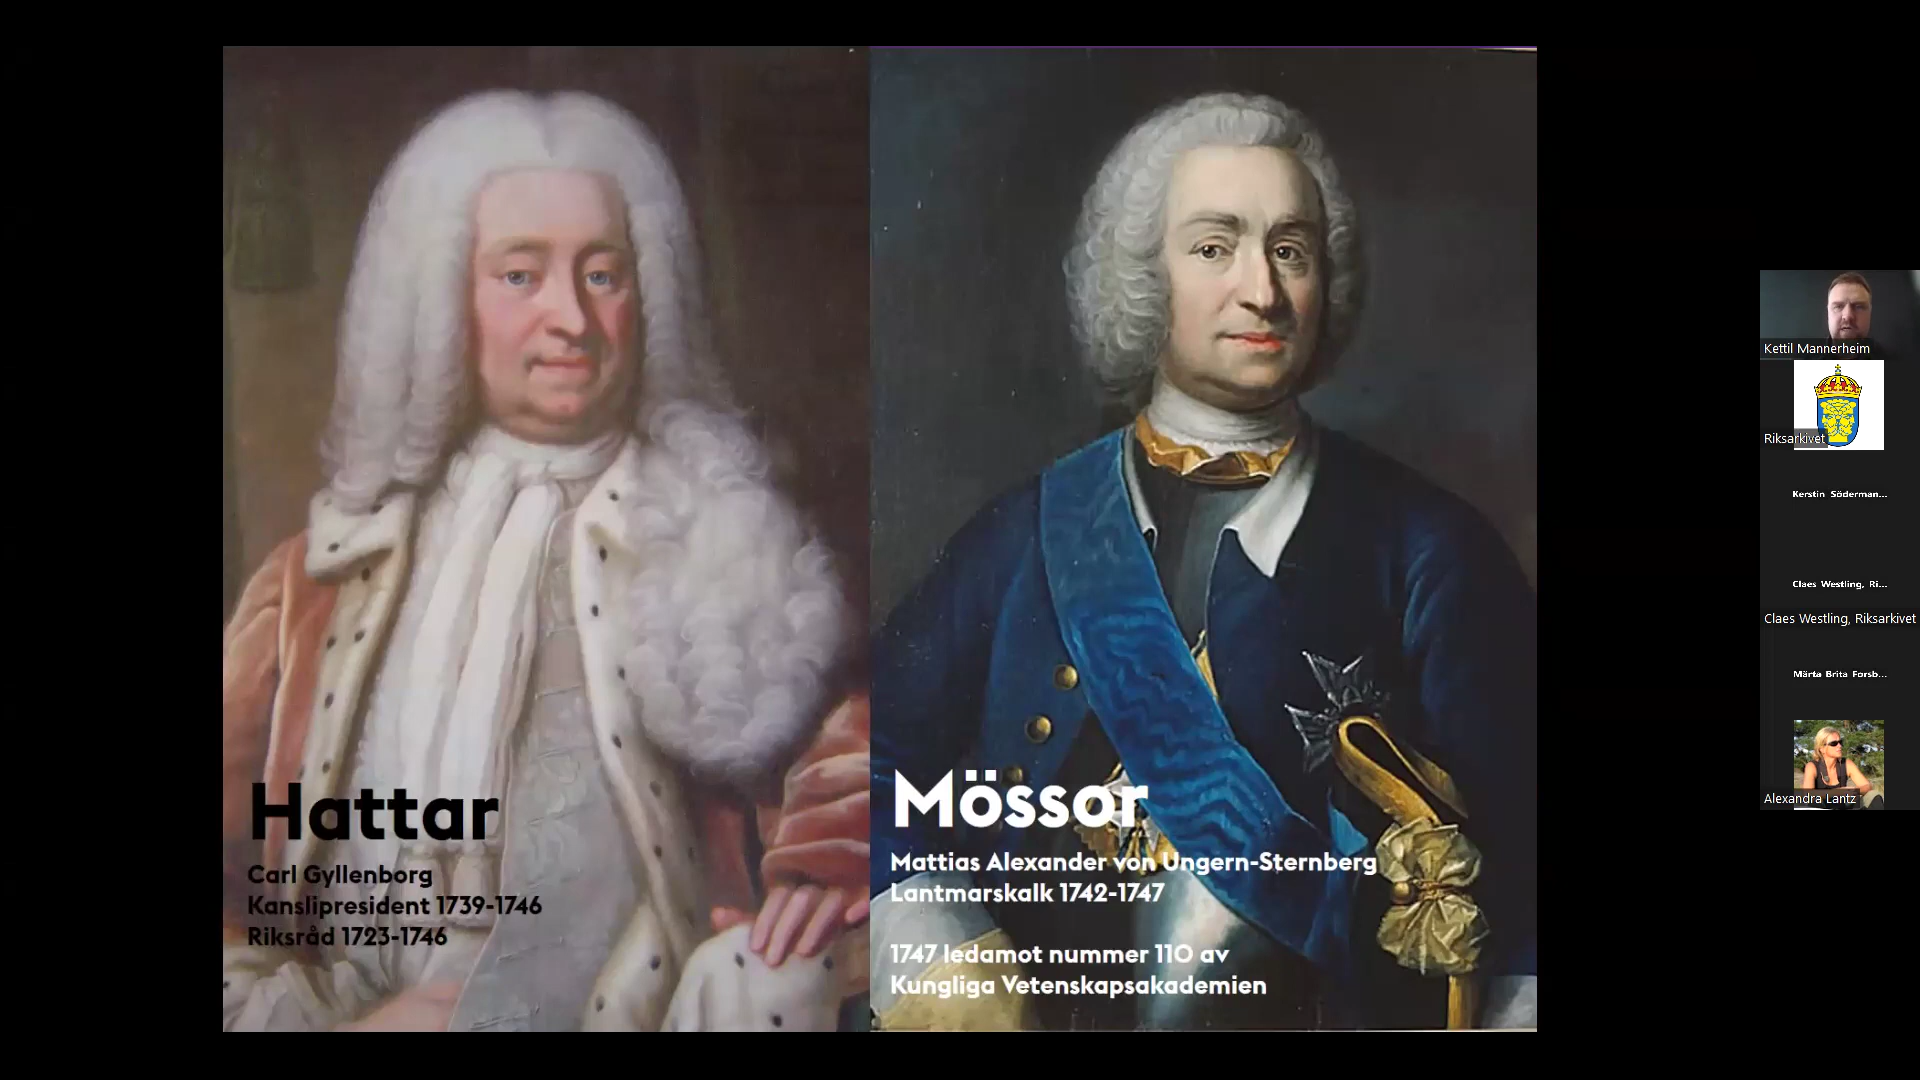 Hattar
Carl Gyllenborg
Kanslipresident 1739-1746
Riksråd 1723-1746
Mössor
Mattias Alexander von Ungern-Sternberg
Lantmarskalk 1742-1747
1747 ledamot nummer 110 av
Kungliga Vetenskapsakademien
Kettil Mannerheim
Riksarkivet
Kerstin Söderman...
Claes Westling, Ri...
Claes Westling, Riksarkivet
Märta Brita Forsb...
Alexandra Lantz